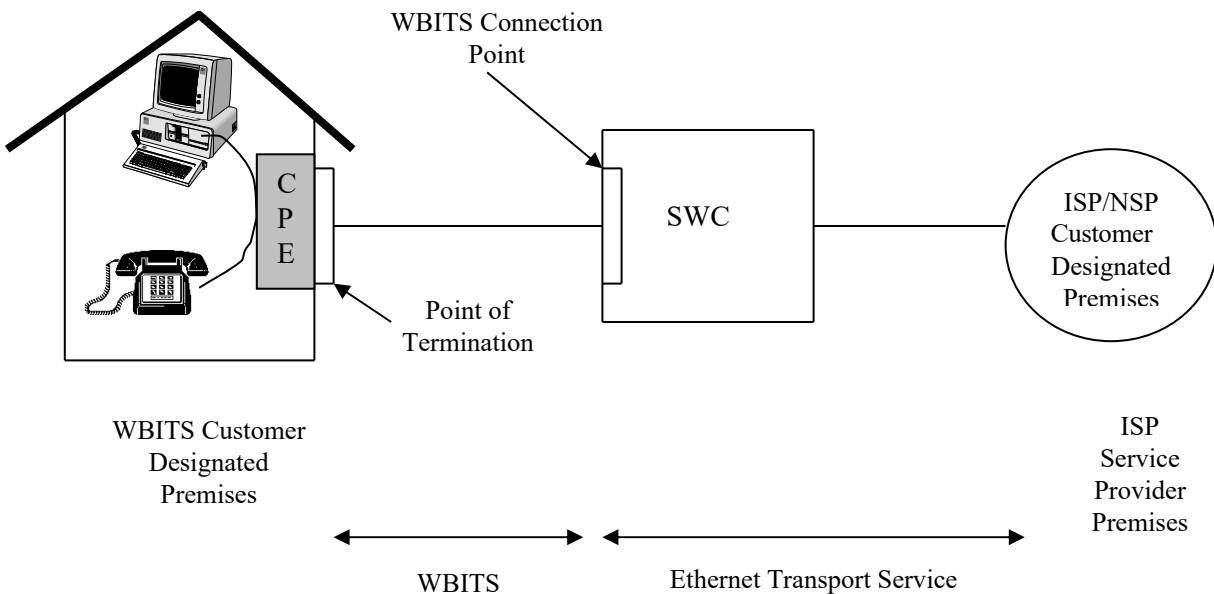 WBITS Connection
Point
C
P
E
SWC
ISP/NSP
Customer
Designated
Premises
Point of
Termination
WBITS Customer
Designated
Premises
ISP
Service
Provider
Premises
WBITS
Ethernet Transport Service